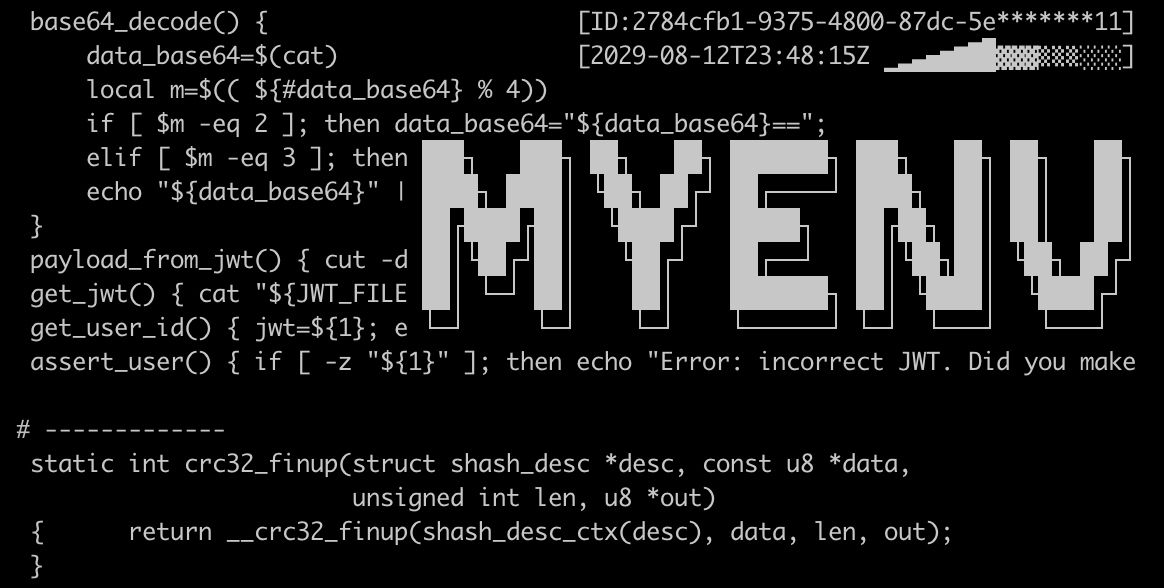 base64_decode() { [ID:2784cfb1-9375-4800-87dc-5e*******11]
data_base64=$(cat) [2029-08-12T23:48:15Z ]
local m=$(( ${#data_base64} % 4))
if [ $m -eq 2 ]; then data_base64="${data_base64}==";
elif [ $m -eq 3 ]; then
echo "${data_base64}" |
MYENV
}
payload_from_jwt() { cut -d
get_jwt() { cat "${JWT_FILE
get_user_id() { jwt=${1}; e
assert_user() { if [ -z "${1}" ]; then echo "Error: incorrect JWT. Did you make
# -------------
static int crc32_finup(struct shash_desc *desc, const u8 *data,
unsigned int len, u8 *out)
{ return __crc32_finup(shash_desc_ctx(desc), data, len, out);
}